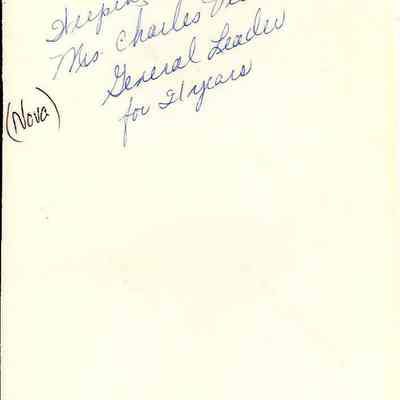 Mrs. Charles
General Leader
for 21 years
(Nova)